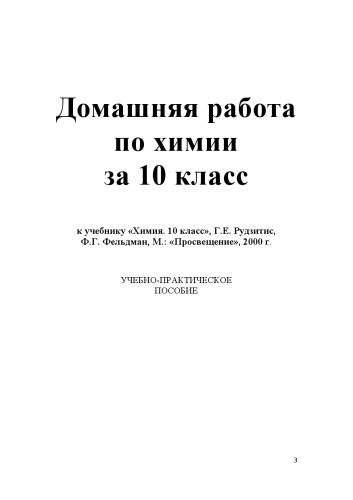 Домашняя работа
по химии
за 10 класс
к учебнику «Химия. 10 класс», Г.Е. Рудзитис,
Ф.Г. Фельдман, М.: «Просвещение», 2000 г.
УЧЕБНО-ПРАКТИЧЕСКОЕ
ПОСОБИЕ
3